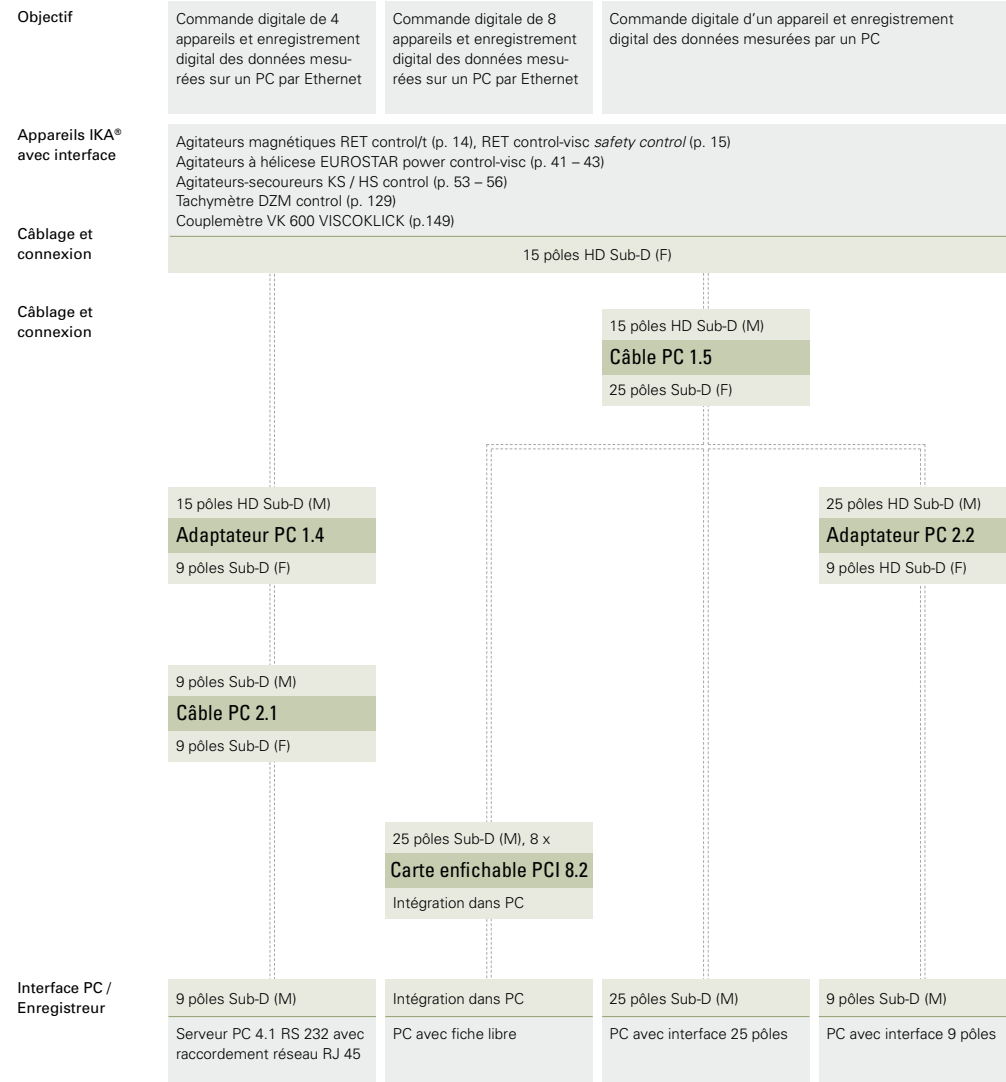 Objectif
Commande digitale de 4
appareils et enregistrement
digital des données mesu-
rées sur un PC par Ethernet
Commande digitale de 8
appareils et enregistrement
digital des données mesu-
rées sur un PC par Ethernet
Commande digitale d'un appareil et enregistrement
digital des données mesurées par un PC
Appareils IKA®
avec interface
Agitateurs magnétiques RET control/t (p. 14), RET control-visc safety control (p. 15)
Agitateurs à hélicese EUROSTAR power control-visc (p. 41 – 43)
Agitateurs-secoureurs KS / HS control (p. 53 – 56)
Tachymètre DZM control (p. 129)
Couplemètre VK 600 VISCOKLICK (p.149)
Câblage et
connexion
15 pôles HD Sub-D (F)
Câblage et
connexion
15 pôles HD Sub-D (M)
Câble PC 1.5
25 pôles Sub-D (F)
15 pôles HD Sub-D (M)
Adaptateur PC 1.4
9 pôles Sub-D (F)
25 pôles HD Sub-D (M)
Adaptateur PC 2.2
9 pôles HD Sub-D (F)
9 pôles Sub-D (M)
Câble PC 2.1
9 pôles Sub-D (F)
25 pôles Sub-D (M), 8 x
Carte enfichable PCI 8.2
Intégration dans PC
Interface PC /
Enregistreur
9 pôles Sub-D (M)
Serveur PC 4.1 RS 232 avec
raccordement réseau RJ 45
Intégration dans PC
PC avec fiche libre
25 pôles Sub-D (M)
PC avec interface 25 pôles
9 pôles Sub-D (M)
PC avec interface 9 pôles